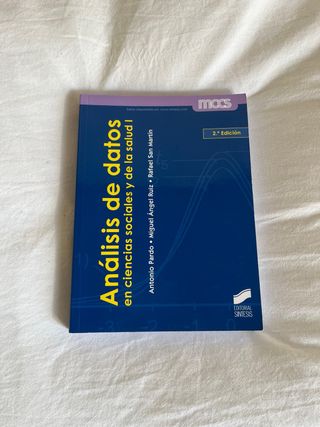 macs
2.ª Edición
Análisis de datos
en ciencias sociales y de la salud I
Antonio Pardo • Miguel Ángel Ruiz • Rafael San Martín
EDITORIAL
SINTESIS